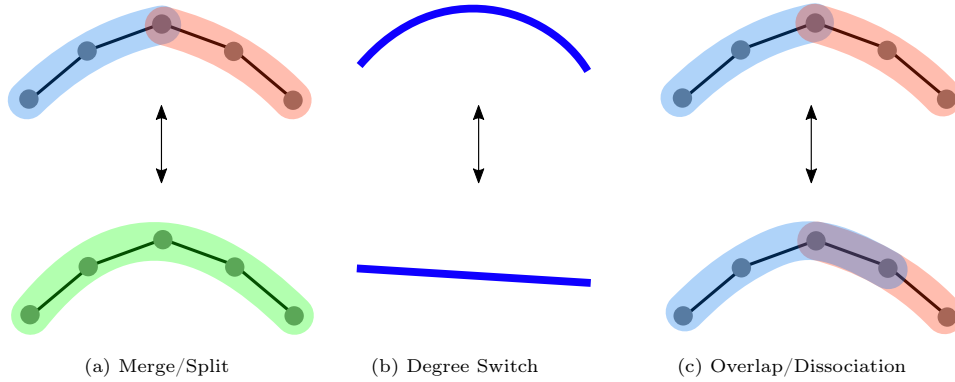 (a) Merge/Split
(b) Degree Switch
(c) Overlap/Dissociation